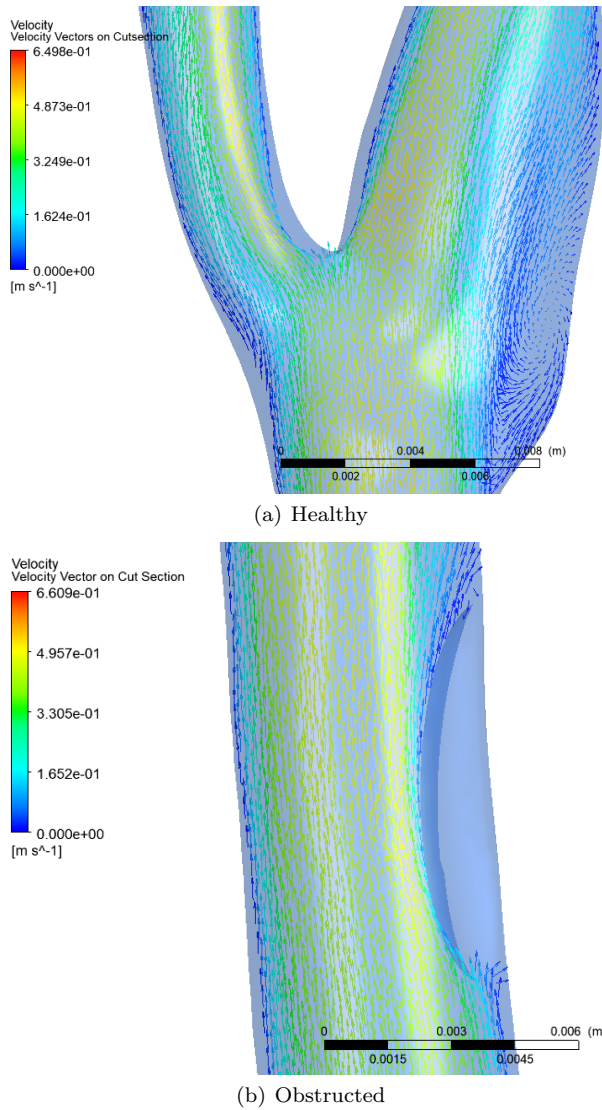 Velocity
Velocity Vectors on Cutsection
6.498e-01
4.873e-01
3.249e-01
1.624e-01
0.000e+00
[m s^-1]
0 0.004 0.008 (m)
0.002 0.006
(a) Healthy
Velocity
Velocity Vector on Cut Section
6.609e-01
4.957e-01
3.305e-01
1.652e-01
0.000e+00
[m s^-1]
0 0.003 0.006 (m
0.0015 0.0045
(b) Obstructed